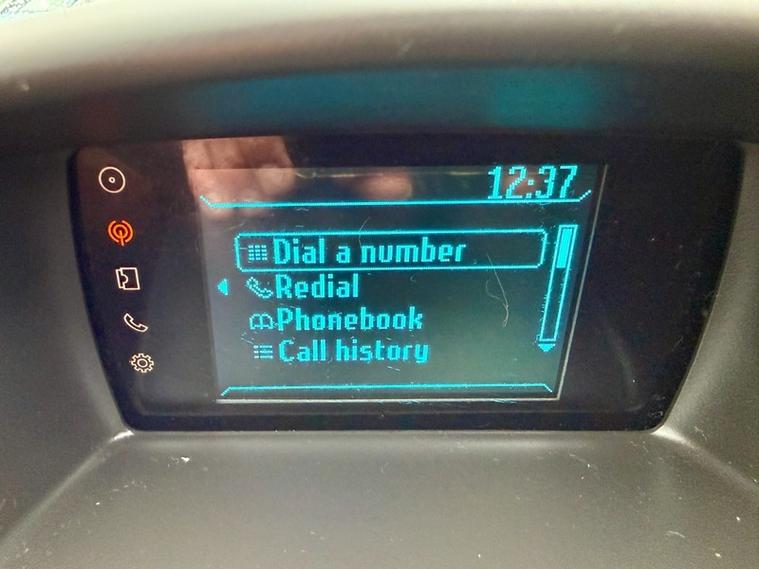 12:37
Dial a number
Redial
Phonebook
Call history